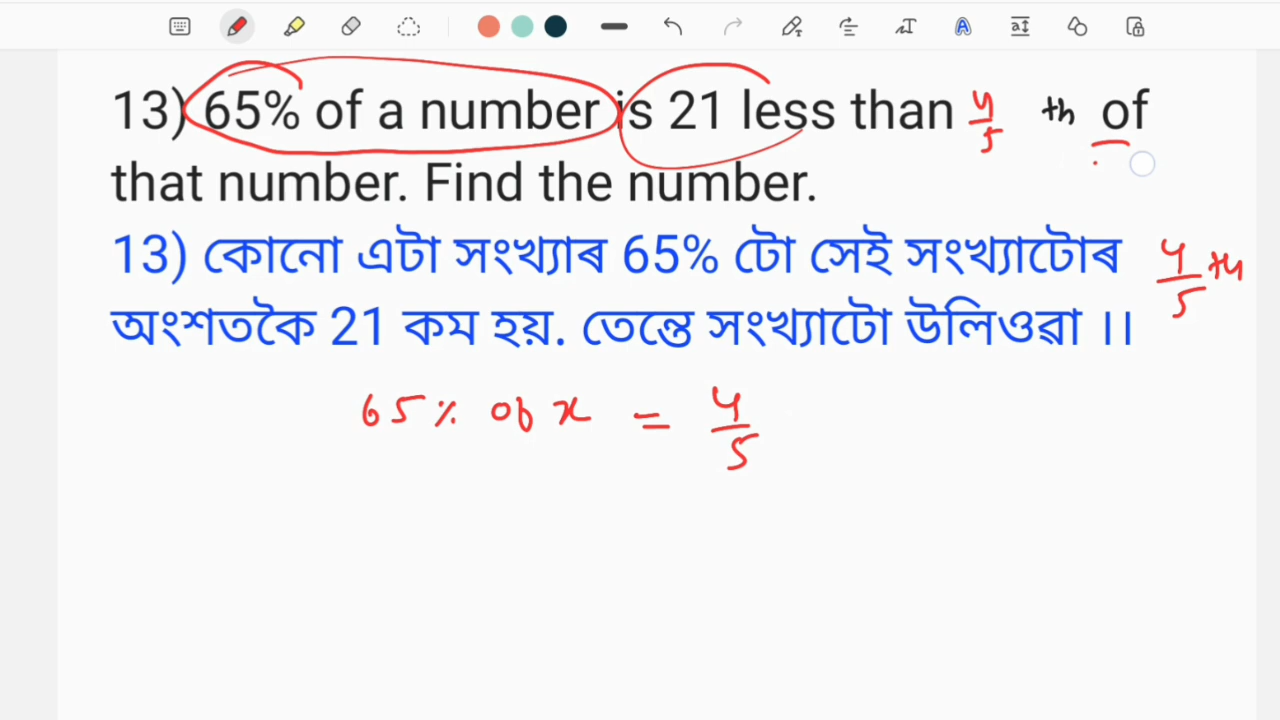 13) 65% of a number is 21 less than 4/5 th of
that number. Find the number.
13) কোনো এটা সংখ্যাৰ 65% টো সেই সংখ্যাটোৰ 4/5 th
অংশতকৈ 21 কম হয়. তেন্তে সংখ্যাটো উলিওৱা ।।
65% of x = 4/5